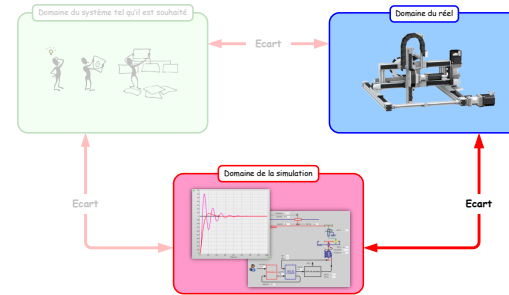 Domaine du système tel qu'il est souhaité
Domaine du réel
Ecart
Domaine de la simulation
Ecart
Ecart